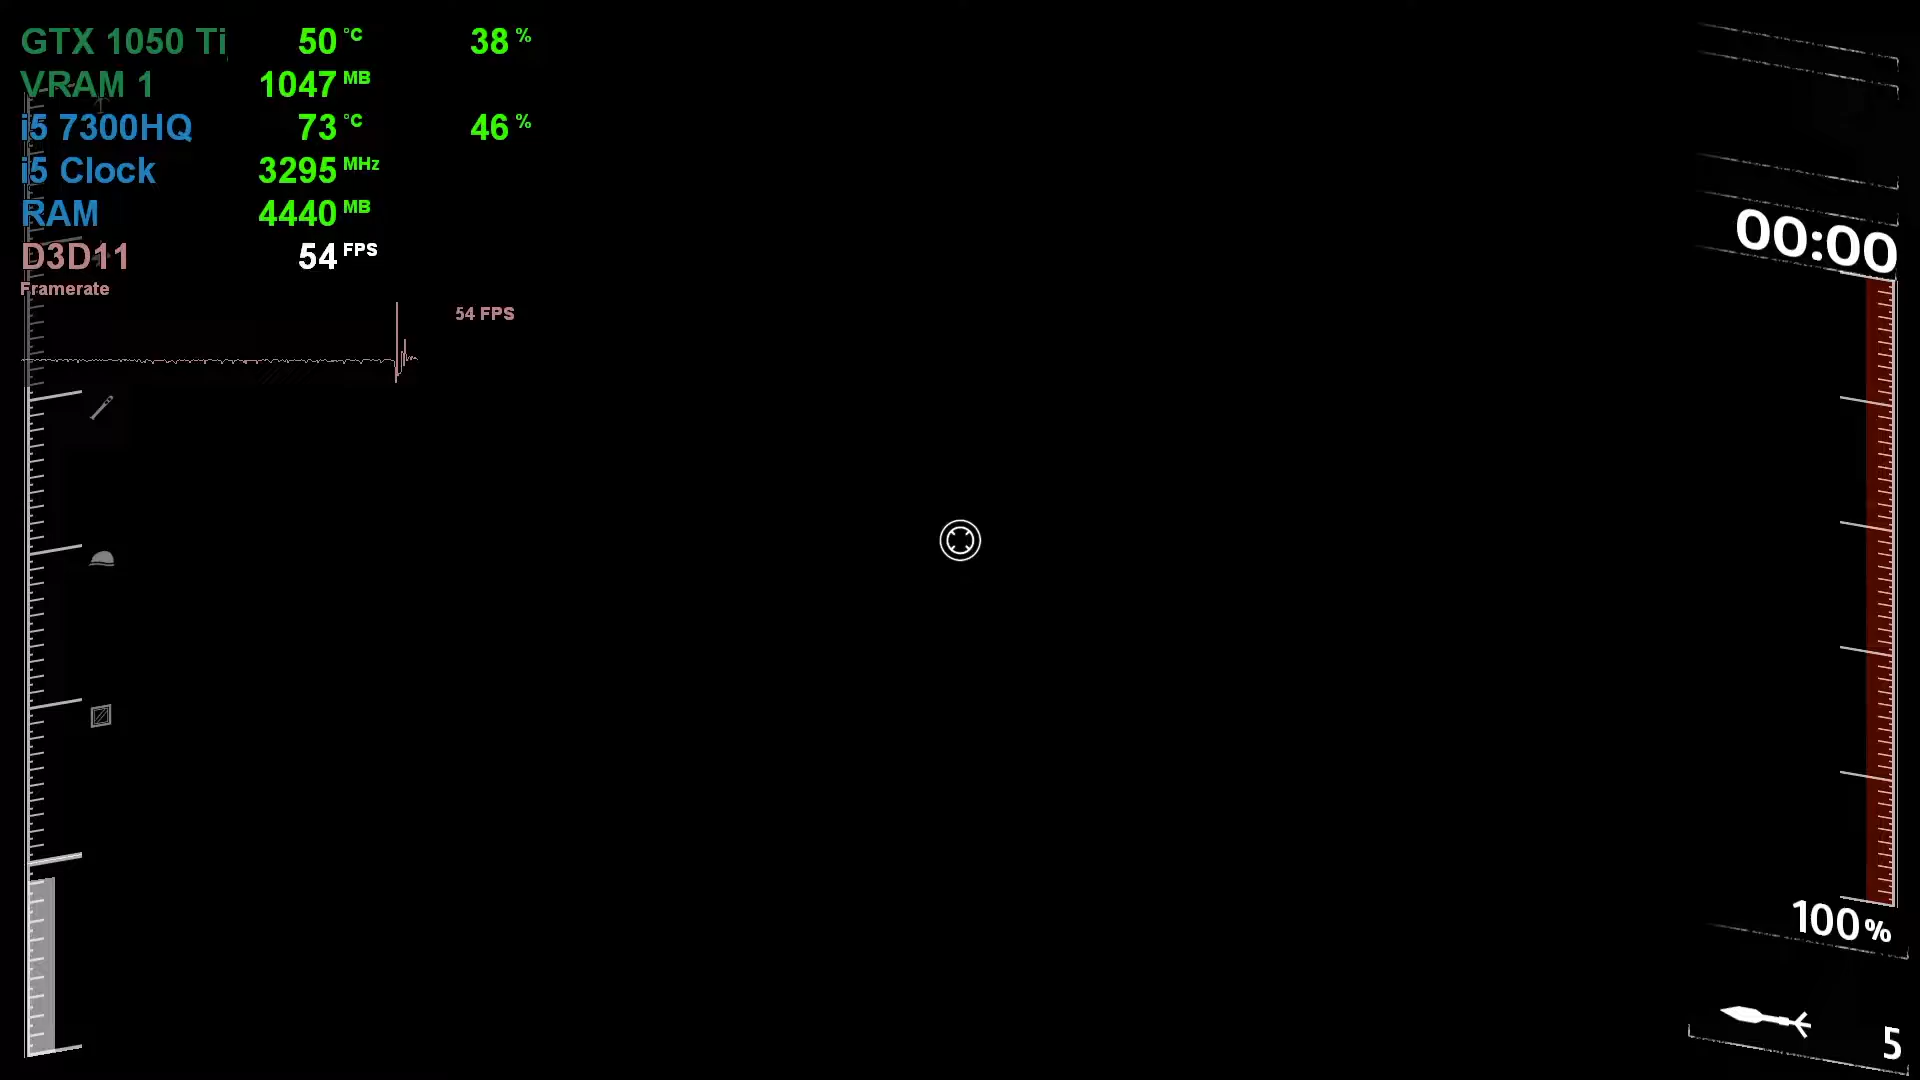 GTX 1050 Ti 50 °C 38 %
VRAM 1 1047 MB
i5 7300HQ 73 °C 46 %
i5 Clock 3295 MHz
RAM 4440 MB
D3D11 54 FPS
Framerate
54 FPS
00:00
100%
5